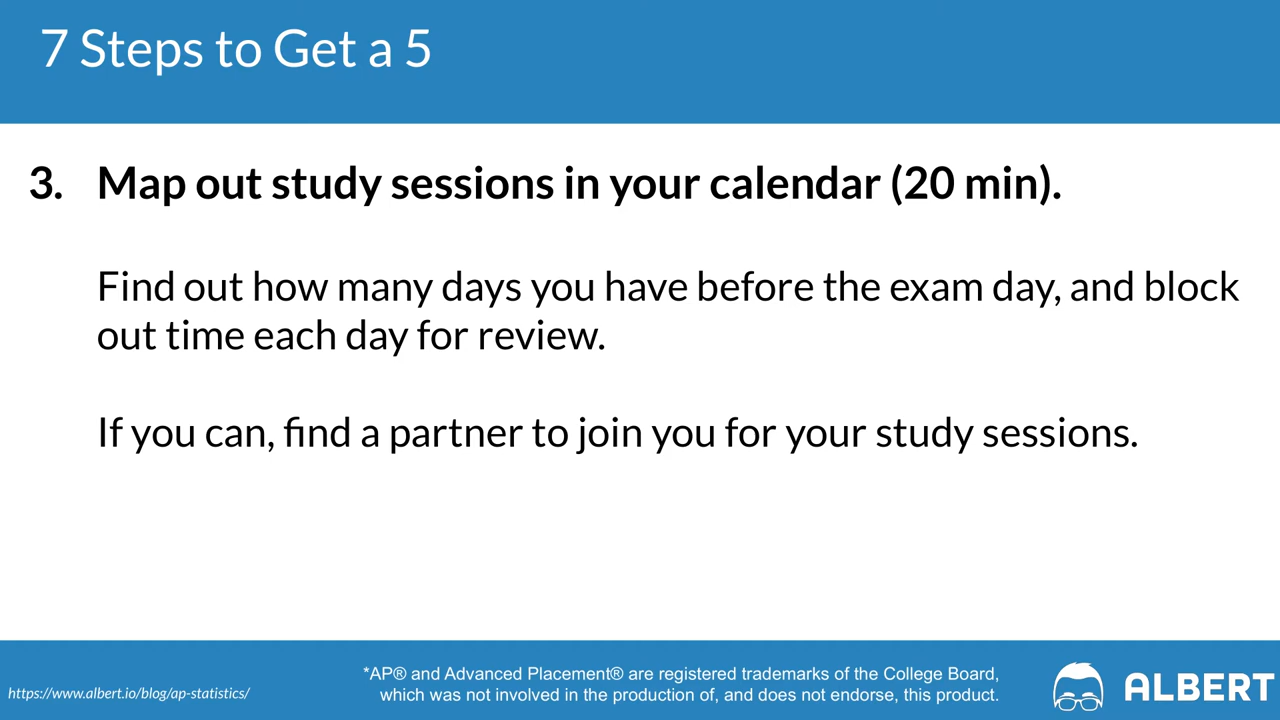 7 Steps to Get a 5
3. Map out study sessions in your calendar (20 min).
Find out how many days you have before the exam day, and block
out time each day for review.
If you can, find a partner to join you for your study sessions.
*AP® and Advanced Placement® are registered trademarks of the College Board,
which was not involved in the production of, and does not endorse, this product.
https://www.albert.io/blog/ap-statistics/
ALBERT